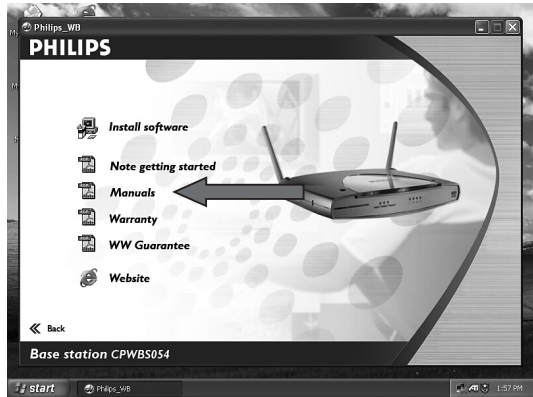 Philips_WB
PHILIPS
Install software
Note getting started
Manuals
Warranty
WW Guarantee
Website
Back
Base station CPWBS054
start
Philips_WB
1:57 PM